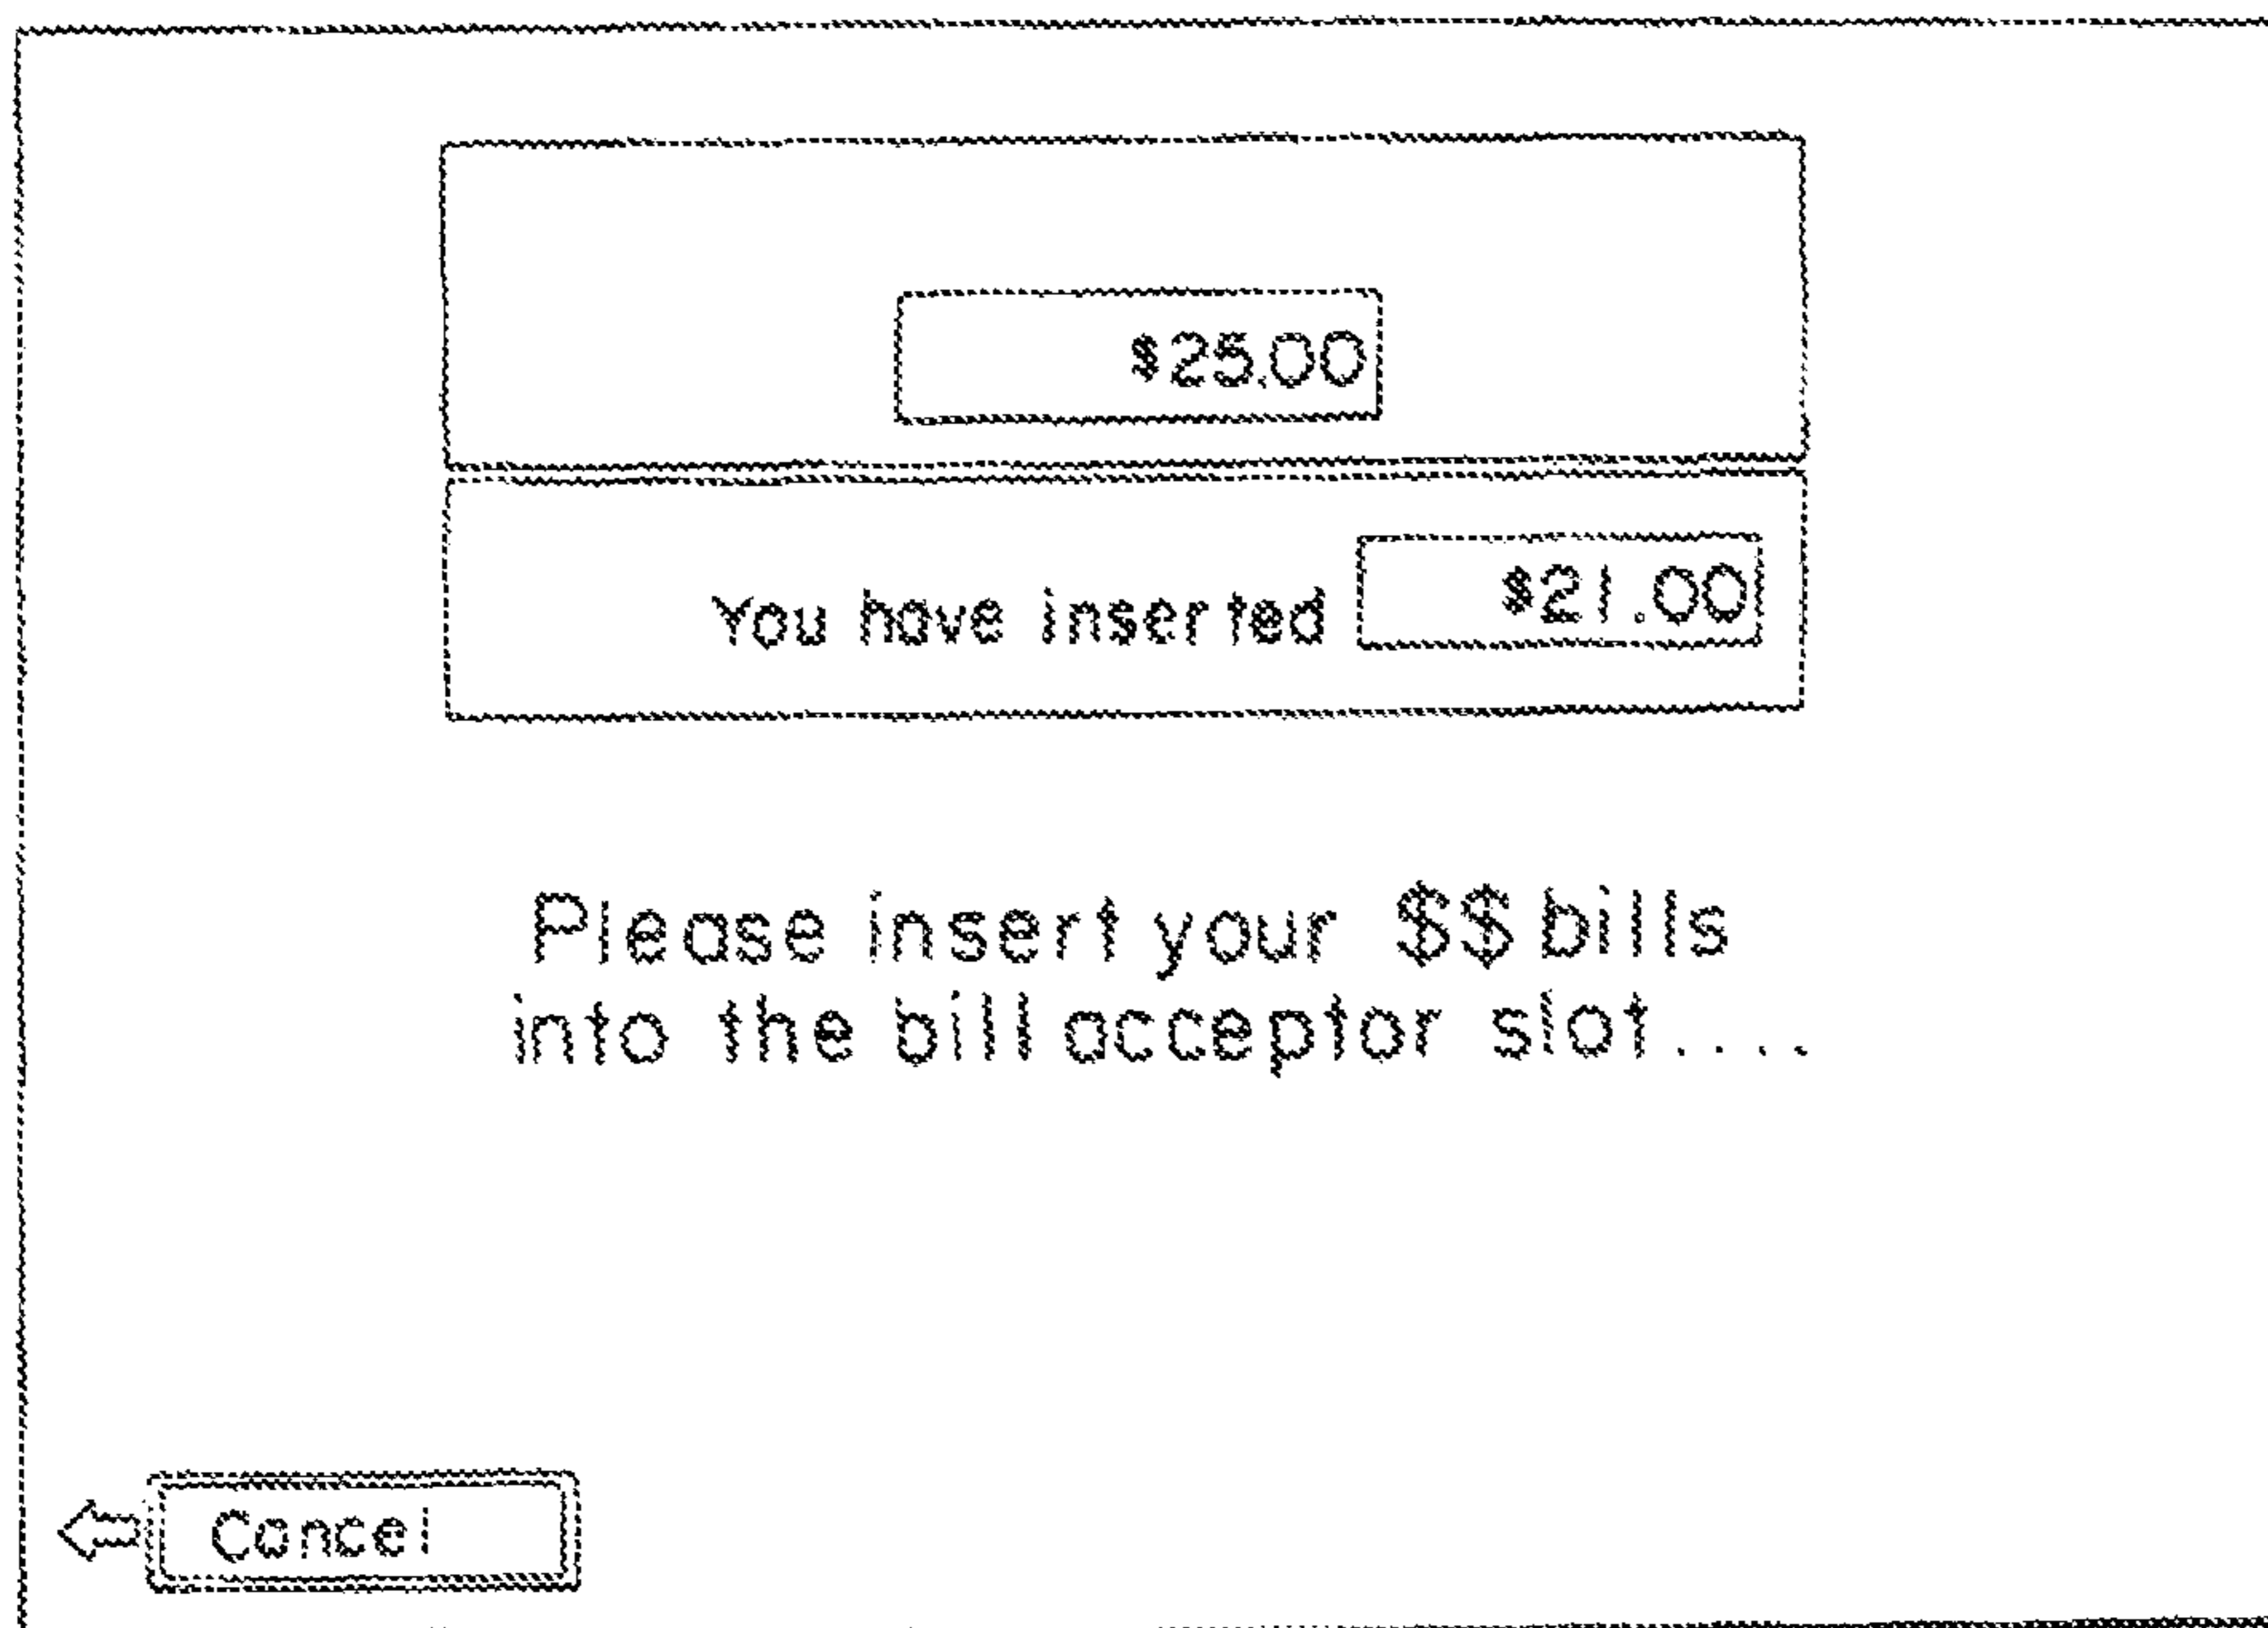 $25.00
You have inserted $21.00
Please insert your $$ bills
into the bill acceptor slot....
Cancel